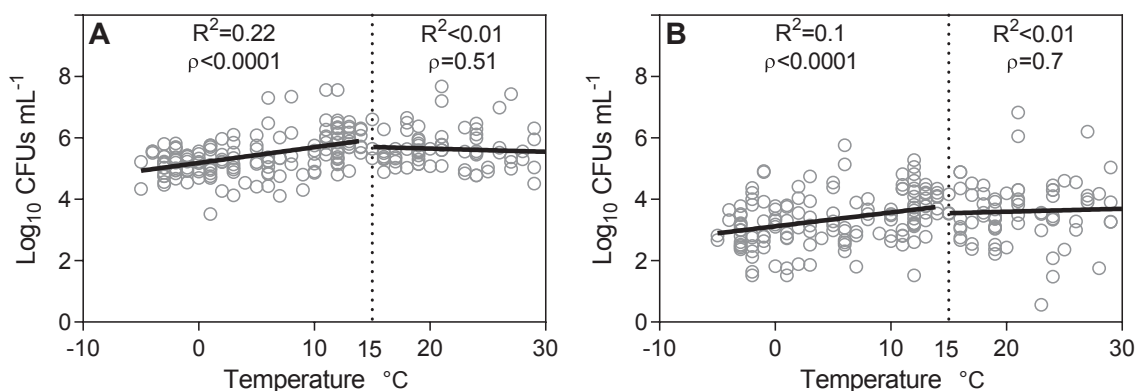 A
R²=0.22
ρ<0.0001
R²<0.01
ρ=0.51
Log₁₀ CFUs mL⁻¹
8
6
4
2
0
-10 0 10 15 20 30
Temperature °C
B
R²=0.1
ρ<0.0001
R²<0.01
ρ=0.7
Log₁₀ CFUs mL⁻¹
8
6
4
2
0
-10 0 10 15 20 30
Temperature °C